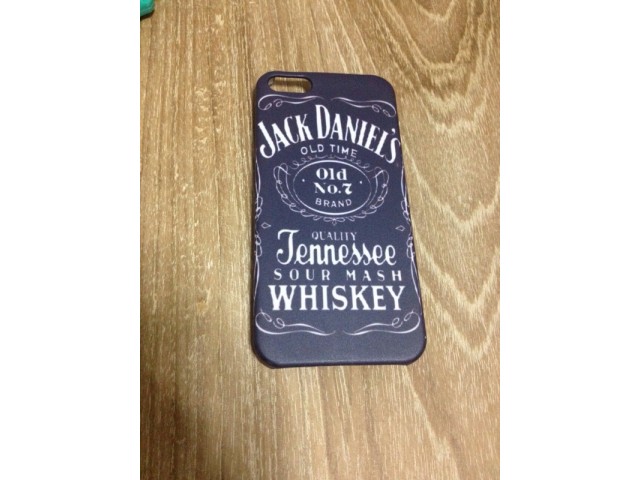 JACK DANIEL'S
OLD TIME
Old
No.7
BRAND
QUALITY
Tennessee
SOUR MASH
WHISKEY